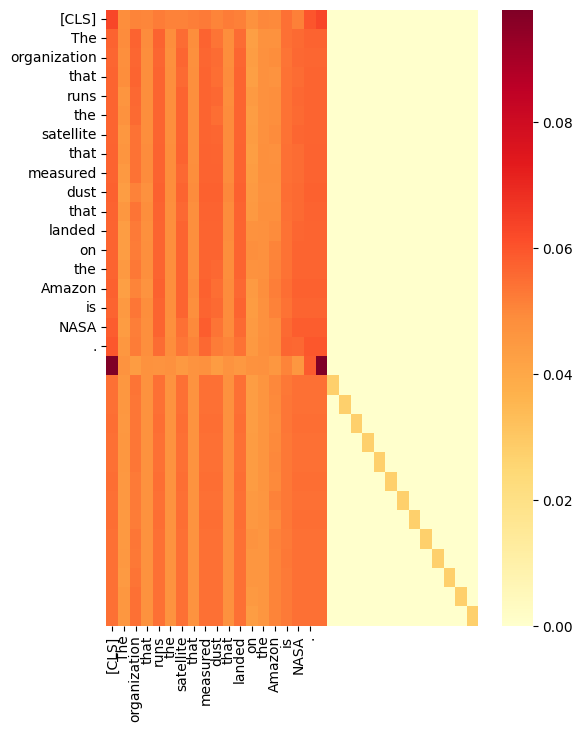 [CLS]
The
organization
that
runs
the
satellite
that
measured
dust
that
landed
on
the
Amazon
is
NASA
.
0.08
0.06
0.04
0.02
0.00
[CLS]
The
organization
that
runs
the
satellite
that
measured
dust
that
landed
on
the
Amazon
is
NASA
.